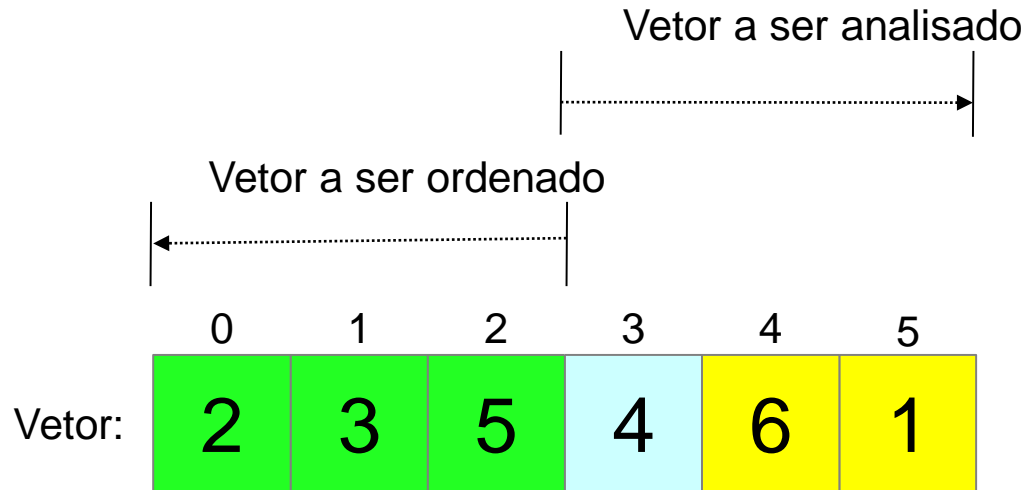 Vetor a ser analisado
Vetor a ser ordenado
0 1 2 3 4 5
Vetor: 2 3 5 4 6 1